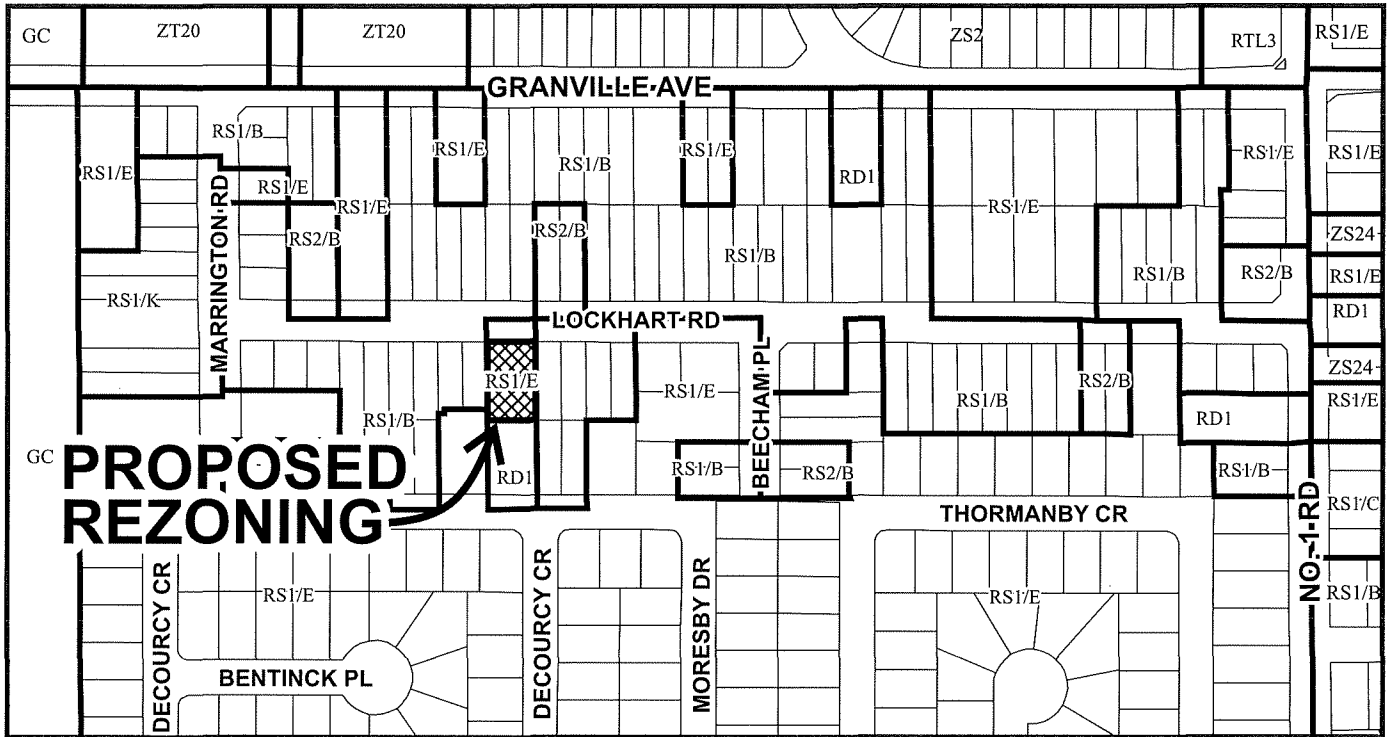 GC
ZT20
ZT20
ZS2
RTL3
RS1/E
GRANVILLE AVE
RS1/E
RS1/B
RS1/E
RS2/B
RS1/E
RS1/E
RS1/B
RS1/E
RD1
RS1/E
RS1/E
RS1/E
RS2/B
RS1/B
RS1/B
RS2/B
ZS24
RS1/E
RD1
MARRINGTON RD
RS1/K
LOCKHART RD
BEECHAM PL
RS1/E
RS1/B
RS1/E
RS1/B
RS2/B
RD1
ZS24
RS1/E
GC
PROPOSED
REZONING
RD1
RS1/B
RS2/B
RS1/B
RS1/C
THORMANBY CR
NO. 1 RD
RS1/B
DECOURCY CR
RS1/E
BENTINCK PL
DECOURCY CR
MORESBY DR
RS1/E